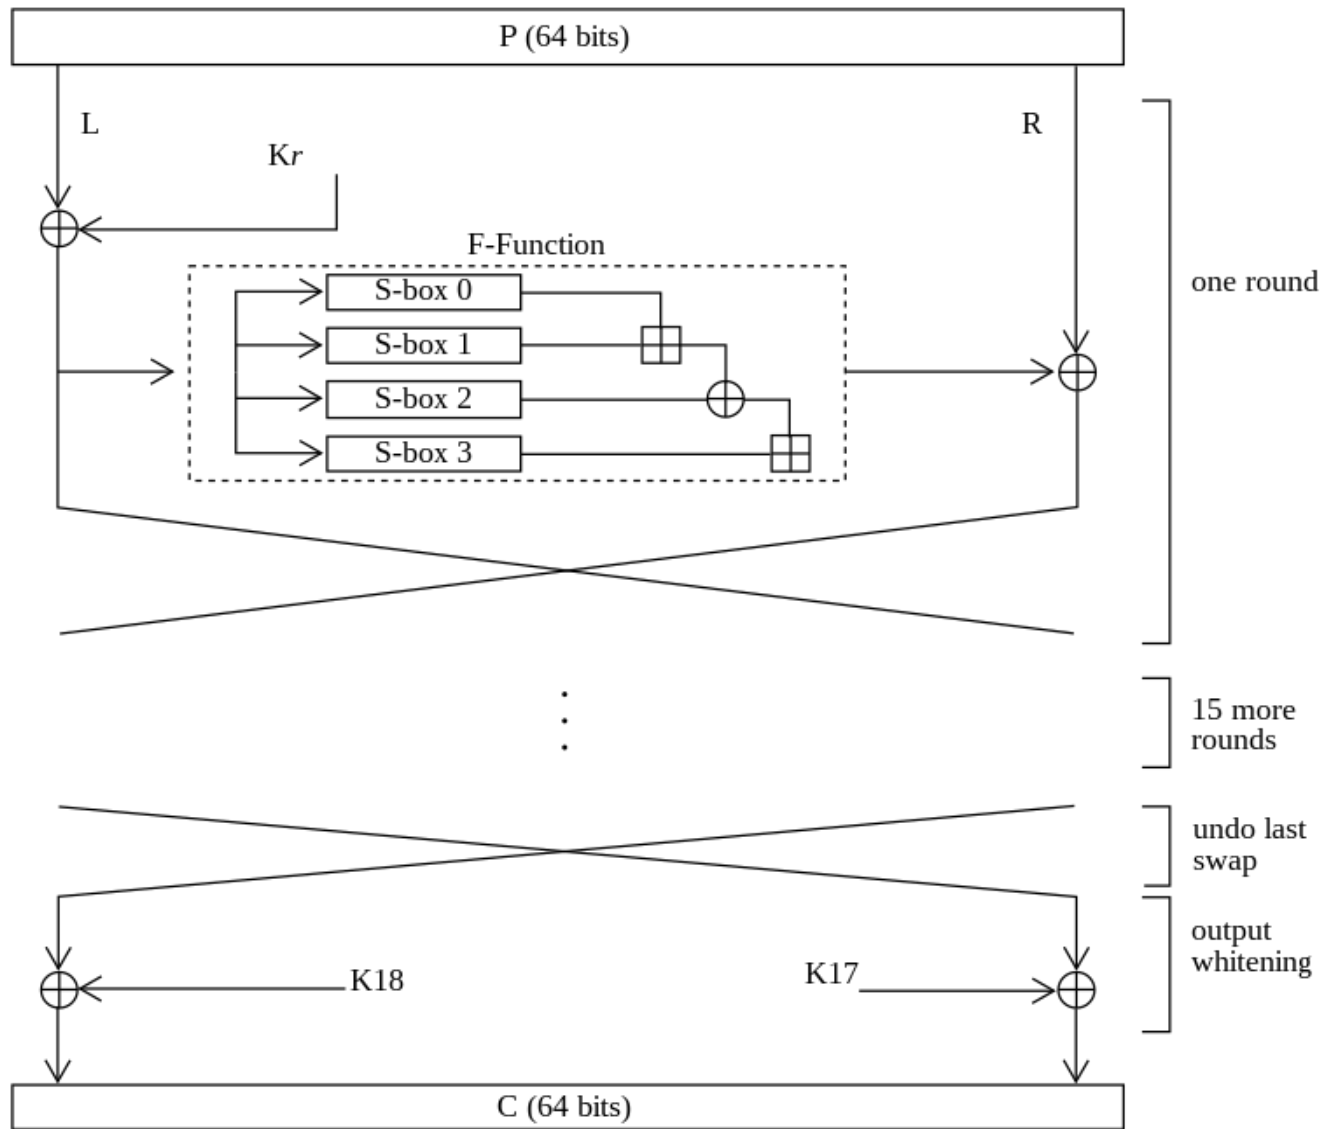 P (64 bits)
L
R
Kr
F-Function
S-box 0
S-box 1
S-box 2
S-box 3
one round
15 more
rounds
undo last
swap
output
whitening
K18
K17
C (64 bits)